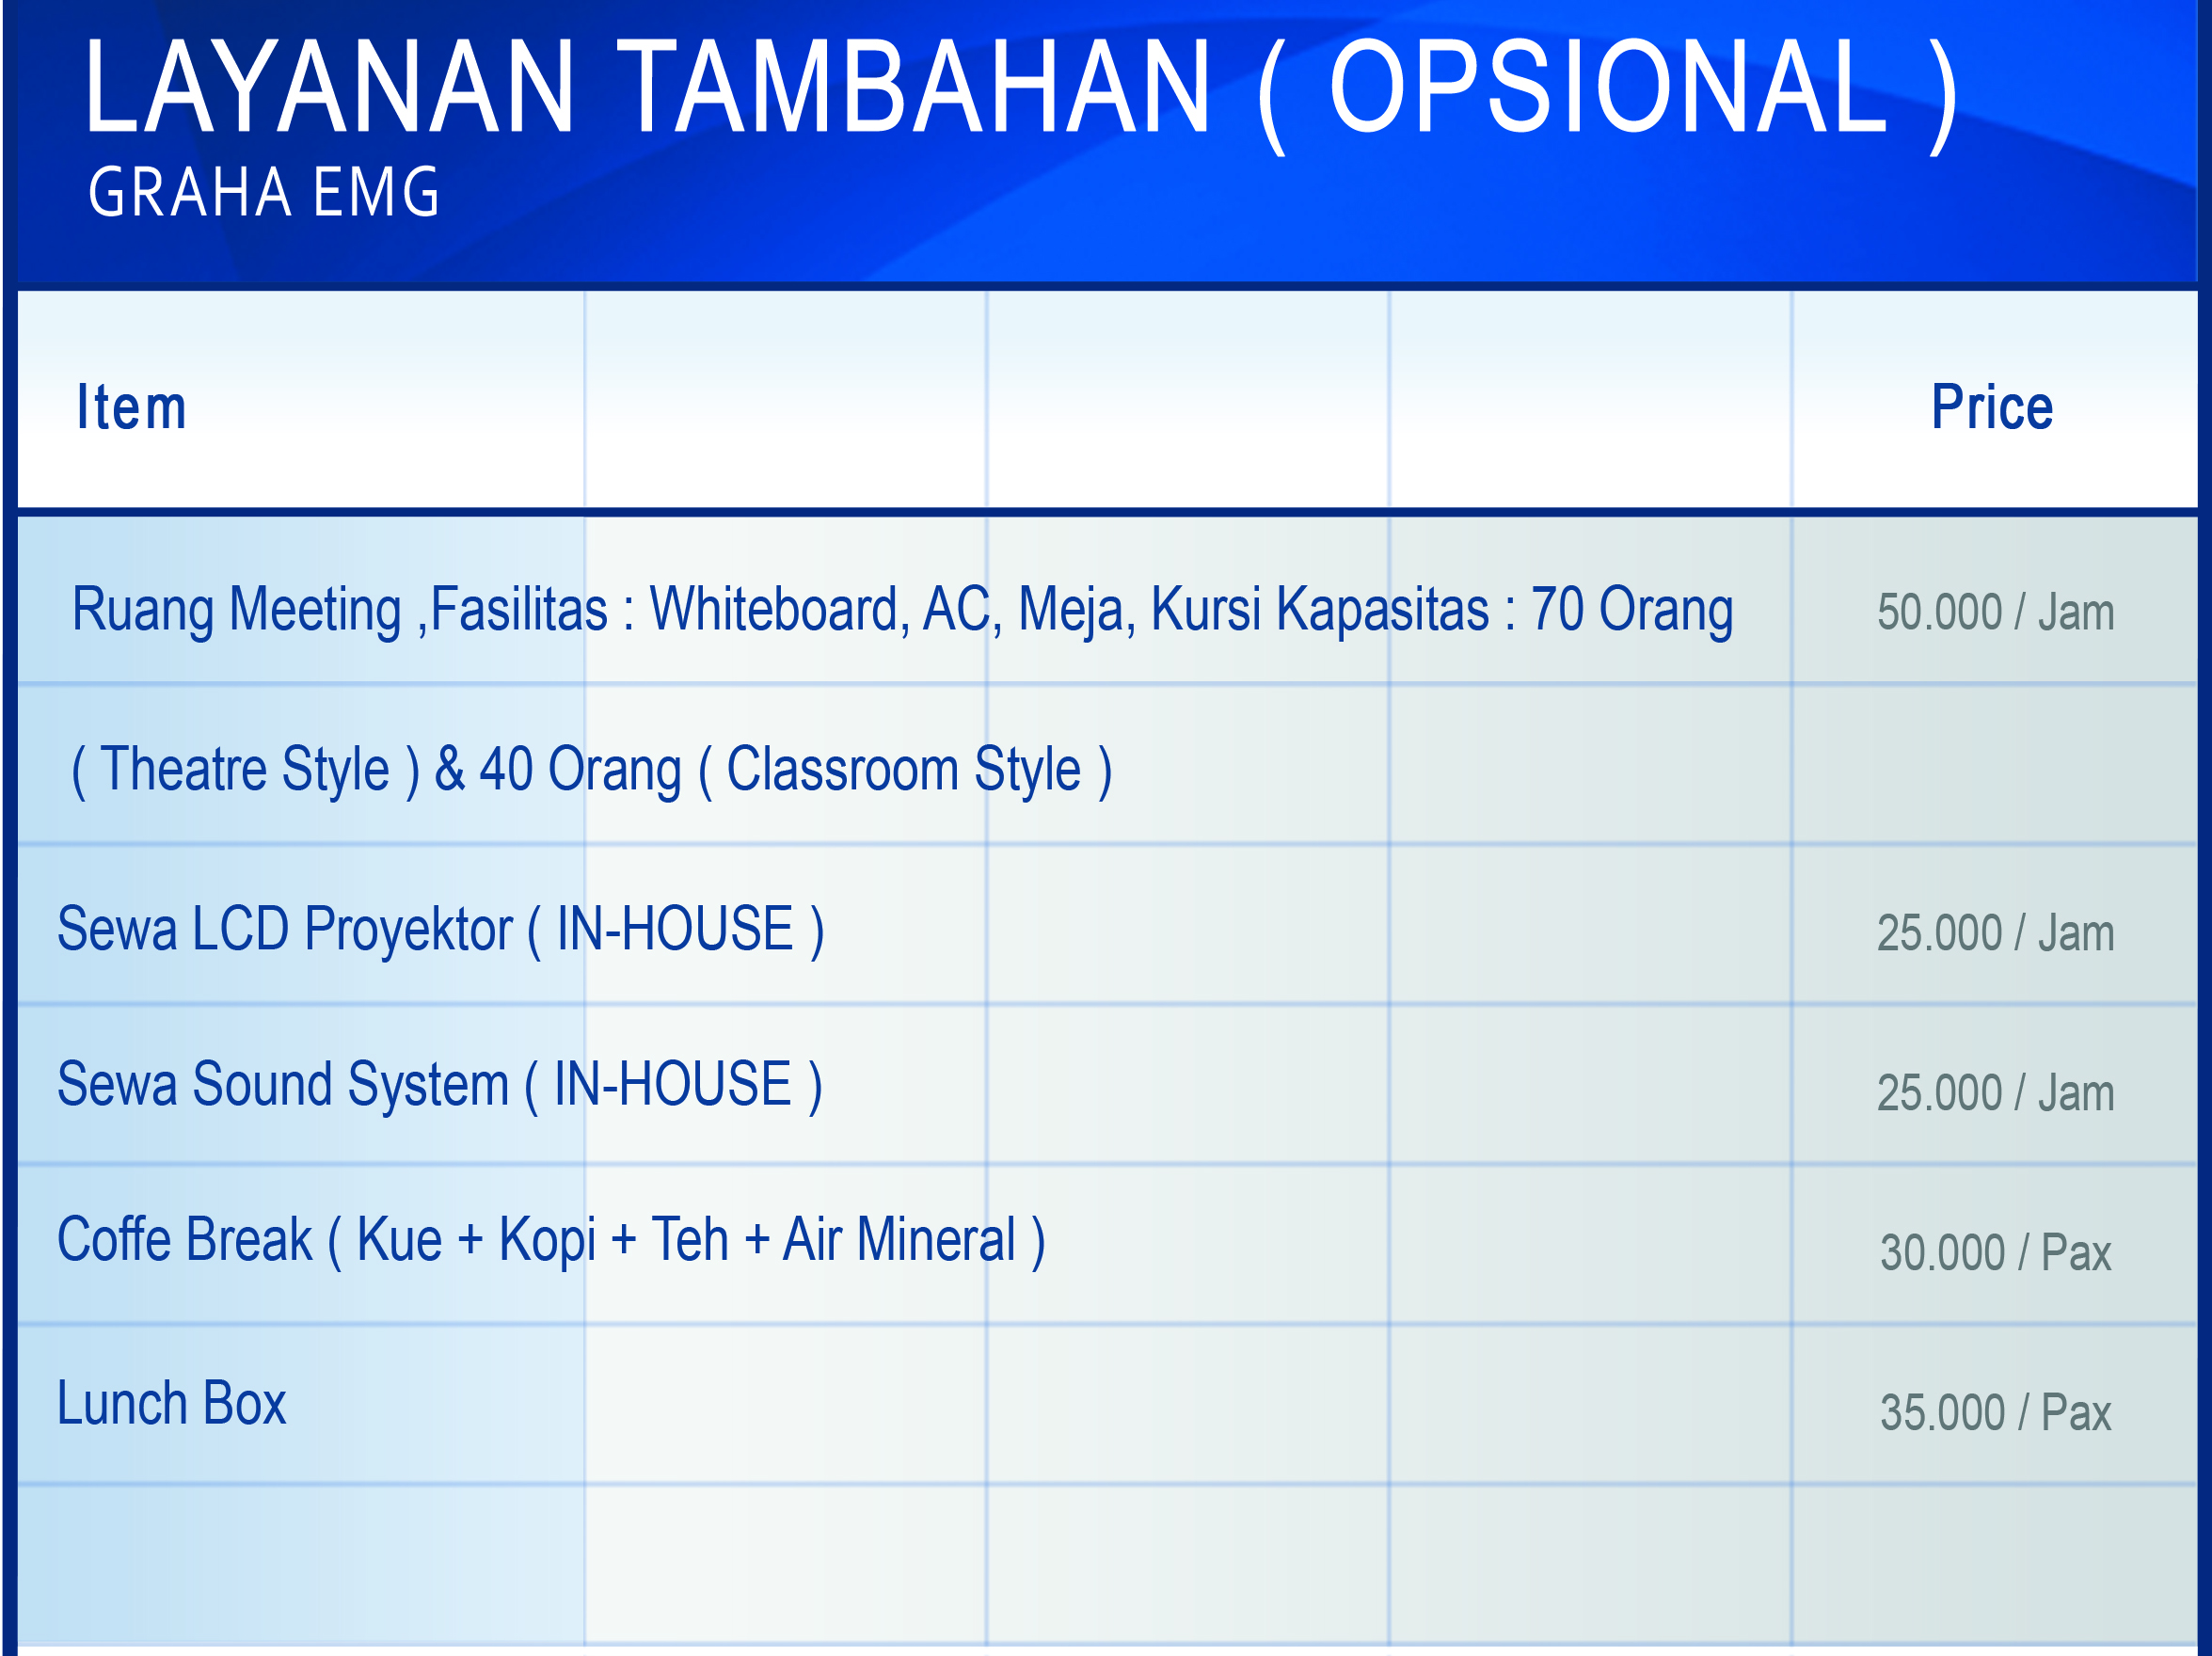 LAYANAN TAMBAHAN ( OPSIONAL )
GRAHA EMG
Item Price
Ruang Meeting ,Fasilitas : Whiteboard, AC, Meja, Kursi Kapasitas : 70 Orang 50.000 / Jam
( Theatre Style ) & 40 Orang ( Classroom Style )
Sewa LCD Proyektor ( IN-HOUSE ) 25.000 / Jam
Sewa Sound System ( IN-HOUSE ) 25.000 / Jam
Coffe Break ( Kue + Kopi + Teh + Air Mineral ) 30.000 / Pax
Lunch Box 35.000 / Pax